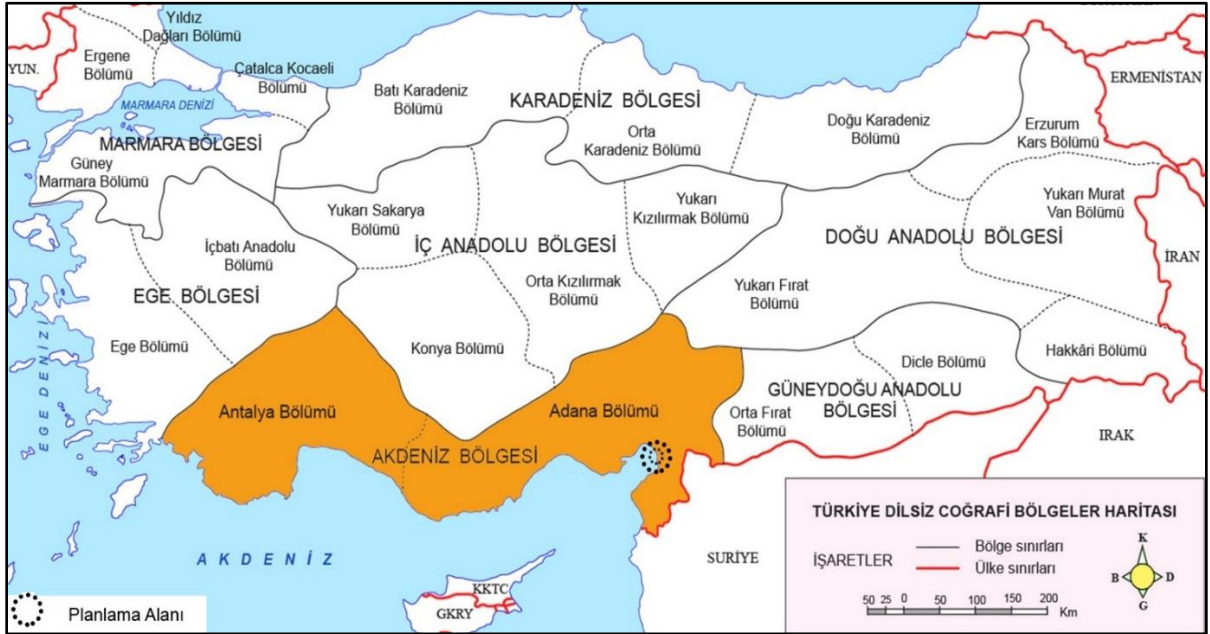 Yıldız
Dağları Bölümü
Ergene
Bölümü
YUN.
Çatalca Kocaeli
Bölümü
MARMARA DENİZİ
MARMARA BÖLGESİ
Güney
Marmara Bölümü
Batı Karadeniz
Bölümü
KARADENİZ BÖLGESİ
Orta
Karadeniz Bölümü
Doğu Karadeniz
Bölümü
Erzurum
Kars Bölümü
ERMENİSTAN
Yukarı Sakarya
Bölümü
Yukarı
Kızılırmak Bölümü
Yukarı Murat
Van Bölümü
İçbatı Anadolu
Bölümü
İÇ ANADOLU BÖLGESİ
DOĞU ANADOLU BÖLGESİ
İRAN
EGE BÖLGESİ
Orta Kızılırmak
Bölümü
Yukarı Fırat
Bölümü
EGE DENİZİ
Ege Bölümü
Konya Bölümü
Dicle Bölümü
Hakkâri Bölümü
Antalya Bölümü
Adana Bölümü
GÜNEYDOĞU ANADOLU
BÖLGESİ
Orta Fırat
Bölümü
IRAK
AKDENİZ BÖLGESİ
AKDENİZ
SURİYE
KKTC
GKRY
Planlama Alanı
TÜRKİYE DİLSİZ COĞRAFİ BÖLGELER HARİTASI
İŞARETLER
Bölge sınırları
Ülke sınırları
K
B D
G
50 25 0 50 100 150 200
Km